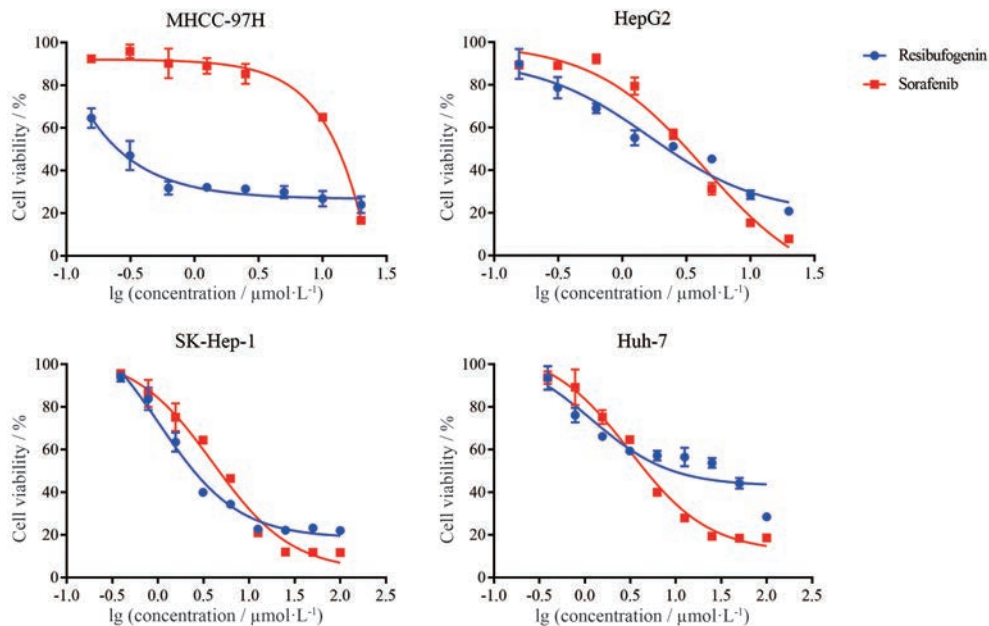 MHCC-97H
100
80
60
40
20
0
Cell viability / %
-1.0 -0.5 0.0 0.5 1.0 1.5
lg (concentration / µmol·L⁻¹)
HepG2
100
80
60
40
20
0
Cell viability / %
-1.0 -0.5 0.0 0.5 1.0 1.5
lg (concentration / µmol·L⁻¹)
Resibufogenin
Sorafenib
SK-Hep-1
100
80
60
40
20
0
Cell viability / %
-1.0 -0.5 0.0 0.5 1.0 1.5 2.0 2.5
lg (concentration / µmol·L⁻¹)
Huh-7
100
80
60
40
20
0
Cell viability / %
-1.0 -0.5 0.0 0.5 1.0 1.5 2.0 2.5
lg (concentration / µmol·L⁻¹)